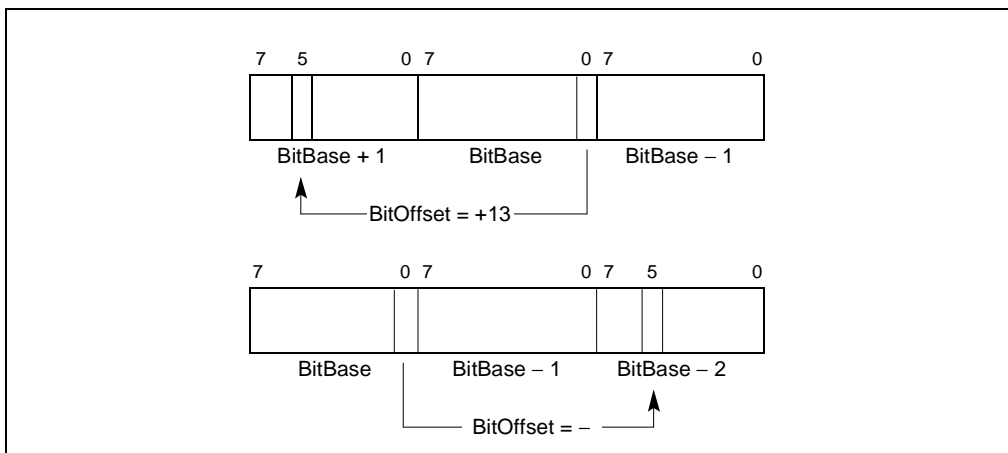 7 5 0 7 0 7 0
BitBase + 1 BitBase BitBase − 1
BitOffset = +13
7 0 7 0 7 5 0
BitBase BitBase − 1 BitBase − 2
BitOffset = −